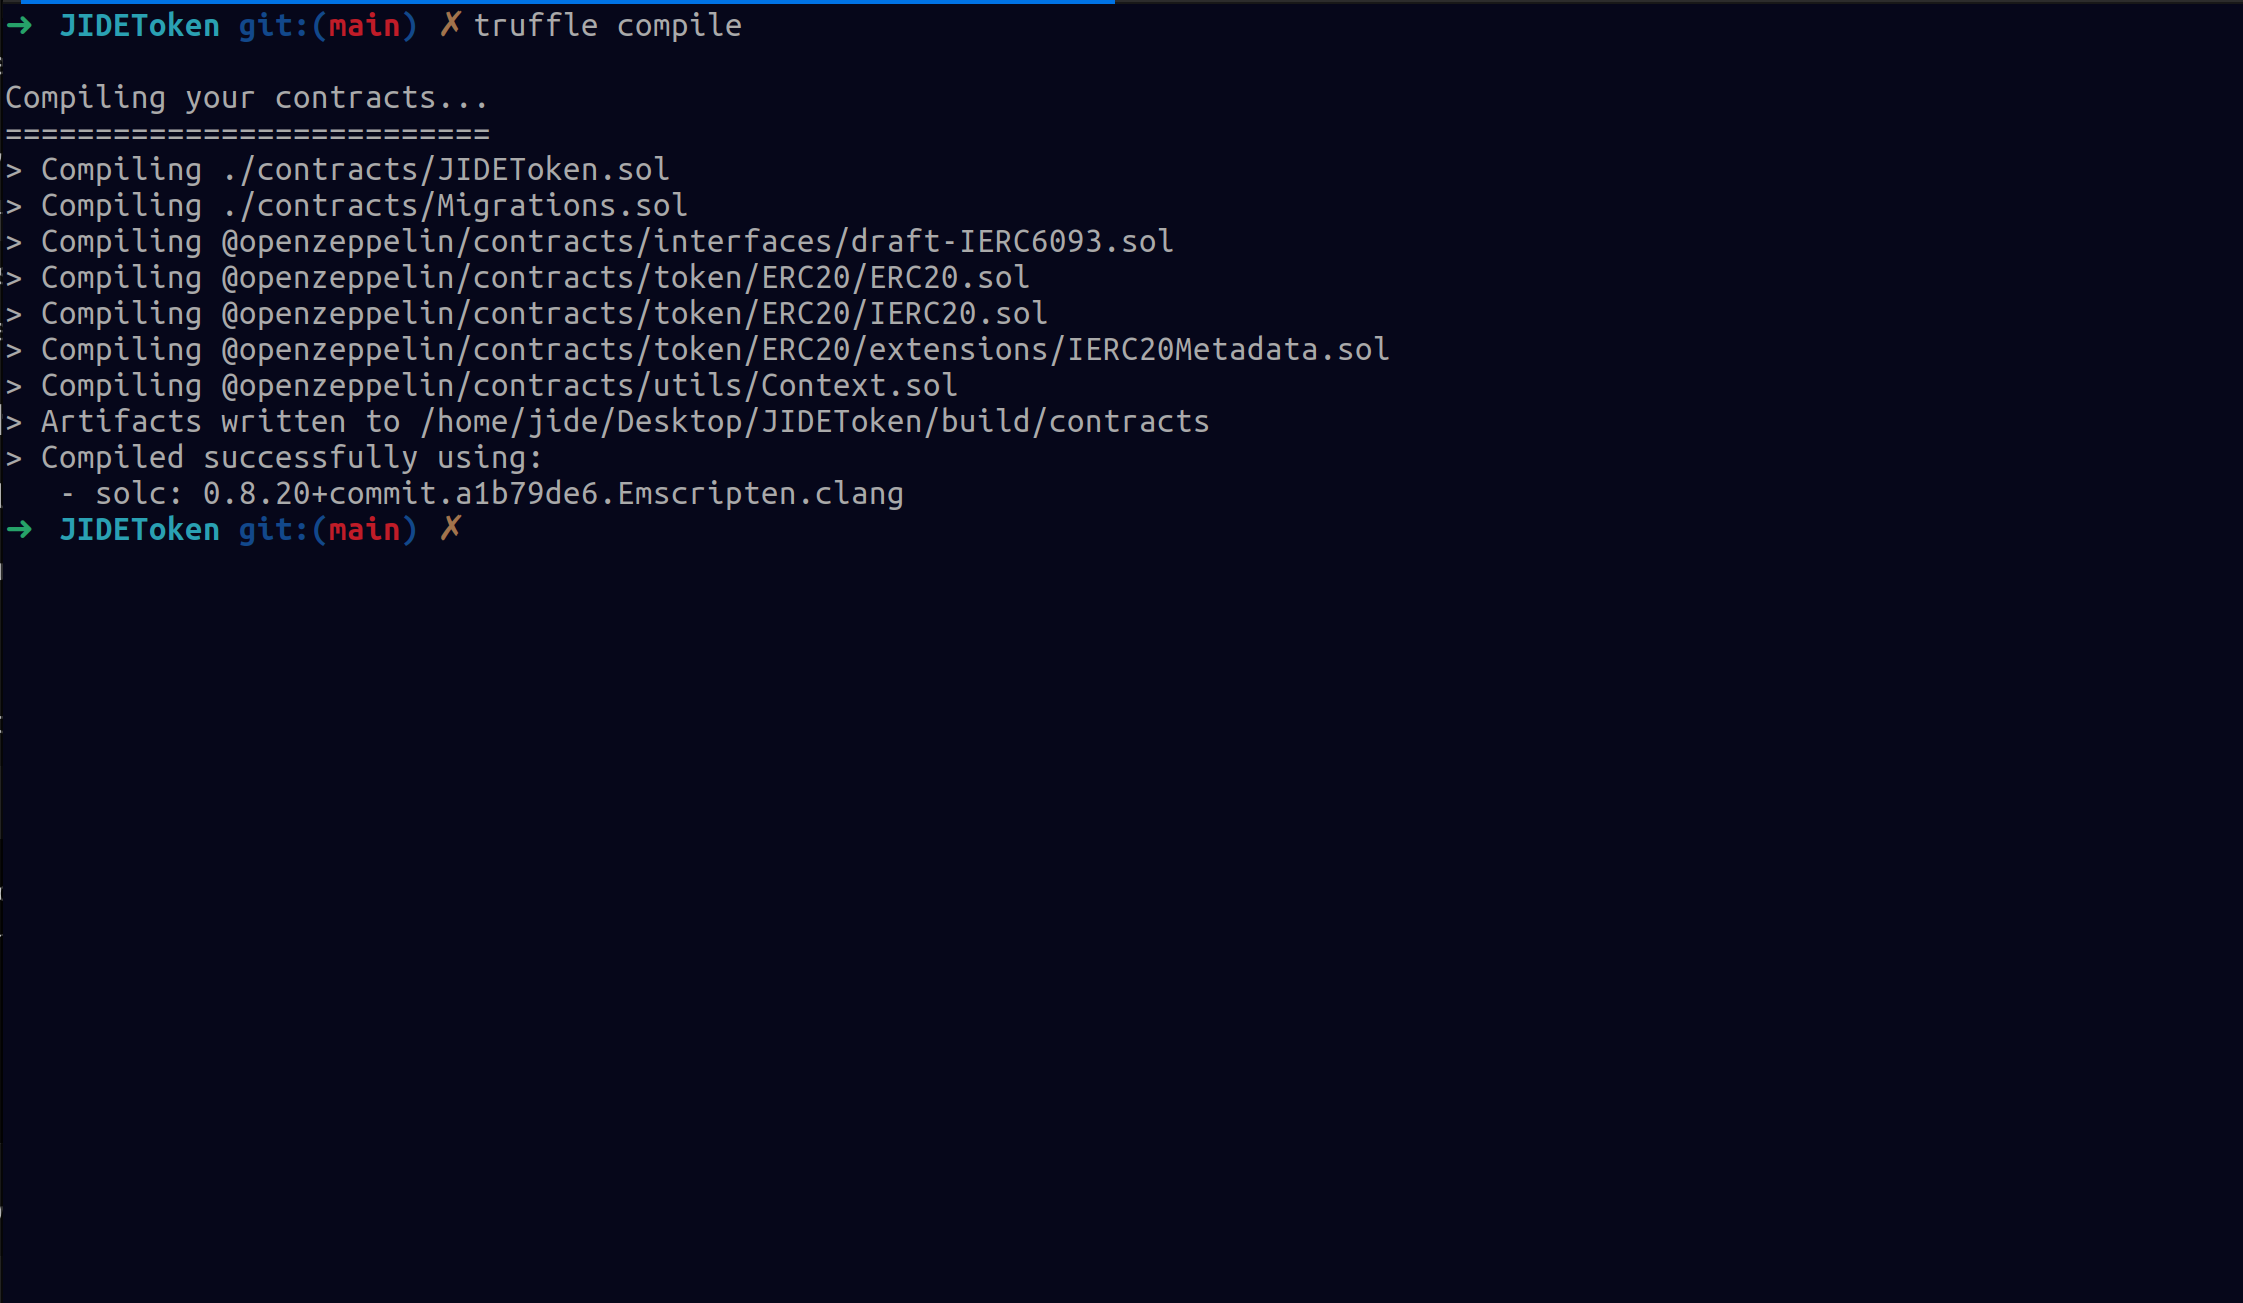 ➜ JIDEToken git:(main) ✗ truffle compile
Compiling your contracts...
===========================
> Compiling ./contracts/JIDEToken.sol
> Compiling ./contracts/Migrations.sol
> Compiling @openzeppelin/contracts/interfaces/draft-IERC6093.sol
> Compiling @openzeppelin/contracts/token/ERC20/ERC20.sol
> Compiling @openzeppelin/contracts/token/ERC20/IERC20.sol
> Compiling @openzeppelin/contracts/token/ERC20/extensions/IERC20Metadata.sol
> Compiling @openzeppelin/contracts/utils/Context.sol
> Artifacts written to /home/jide/Desktop/JIDEToken/build/contracts
> Compiled successfully using:
- solc: 0.8.20+commit.a1b79de6.Emscripten.clang
➜ JIDEToken git:(main) ✗